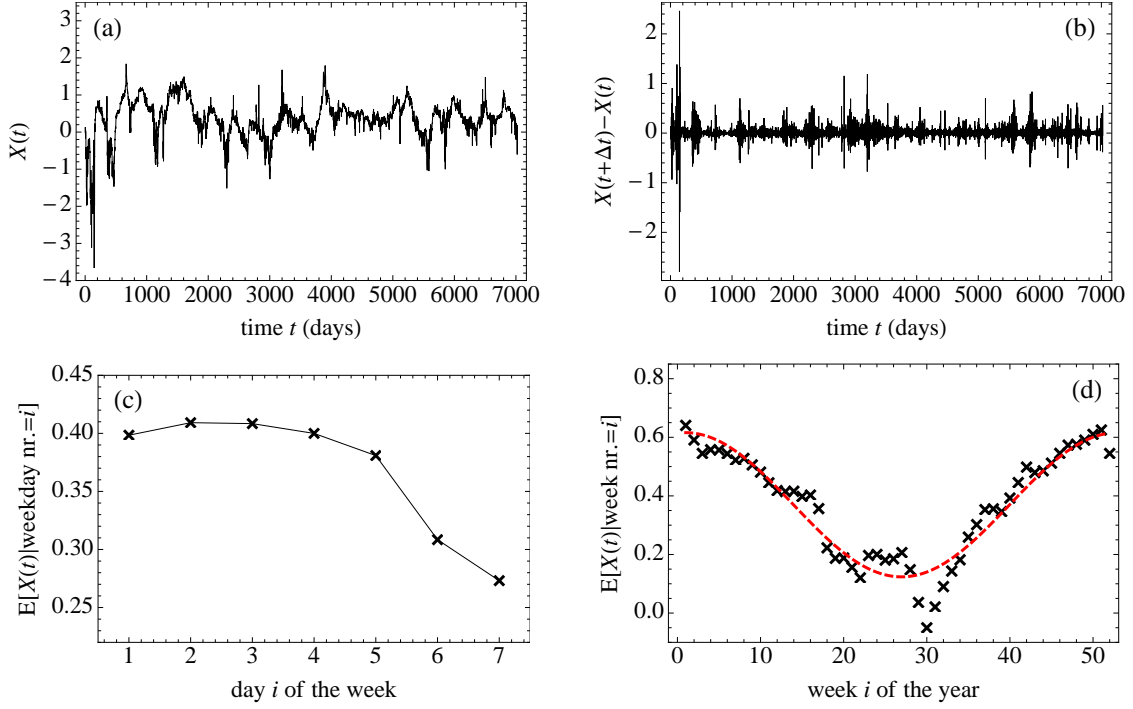 (a)
3
2
1
0
-1
-2
-3
-4
X(t)
0 1000 2000 3000 4000 5000 6000 7000
time t (days)
(b)
2
1
0
-1
-2
X(t+Δt)-X(t)
0 1000 2000 3000 4000 5000 6000 7000
time t (days)
(c)
0.45
0.40
0.35
0.30
0.25
E[X(t)|weekday nr.=i]
1 2 3 4 5 6 7
day i of the week
(d)
0.8
0.6
0.4
0.2
0.0
E[X(t)|week nr.=i]
0 10 20 30 40 50
week i of the year